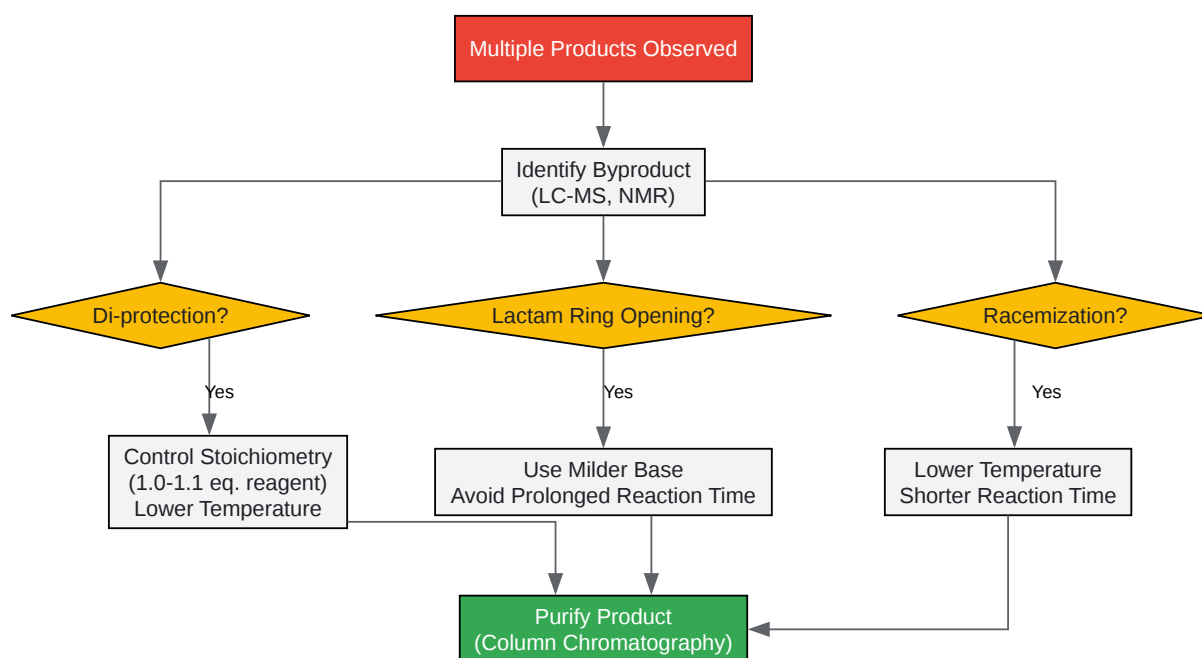 Multiple Products Observed
Identify Byproduct
(LC-MS, NMR)
Di-protection?
Lactam Ring Opening?
Racemization?
Yes
Yes
Yes
Control Stoichiometry
(1.0-1.1 eq. reagent)
Lower Temperature
Use Milder Base
Avoid Prolonged Reaction Time
Lower Temperature
Shorter Reaction Time
Purify Product
(Column Chromatography)